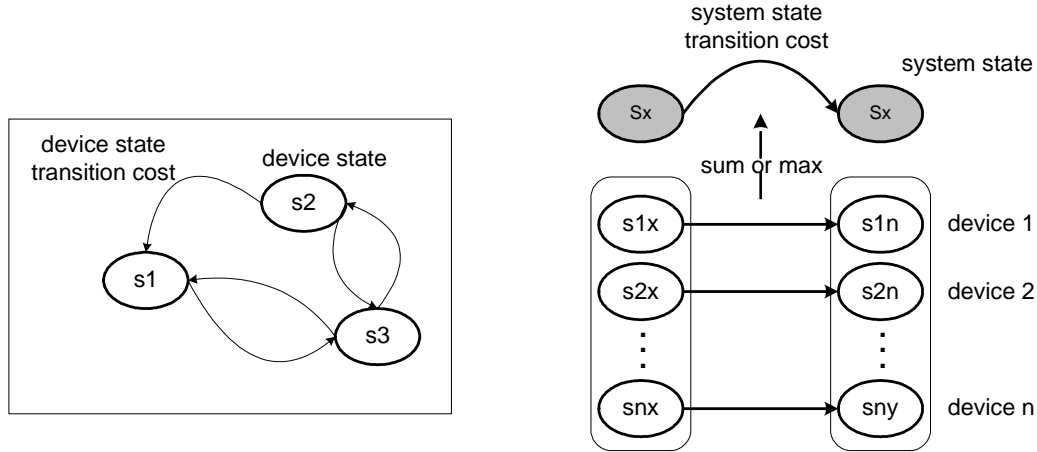 device state
transition cost
device state
s2
s1
s3
system state
transition cost
system state
Sx
Sx
sum or max
s1x
s1n
device 1
s2x
s2n
device 2
snx
sny
device n